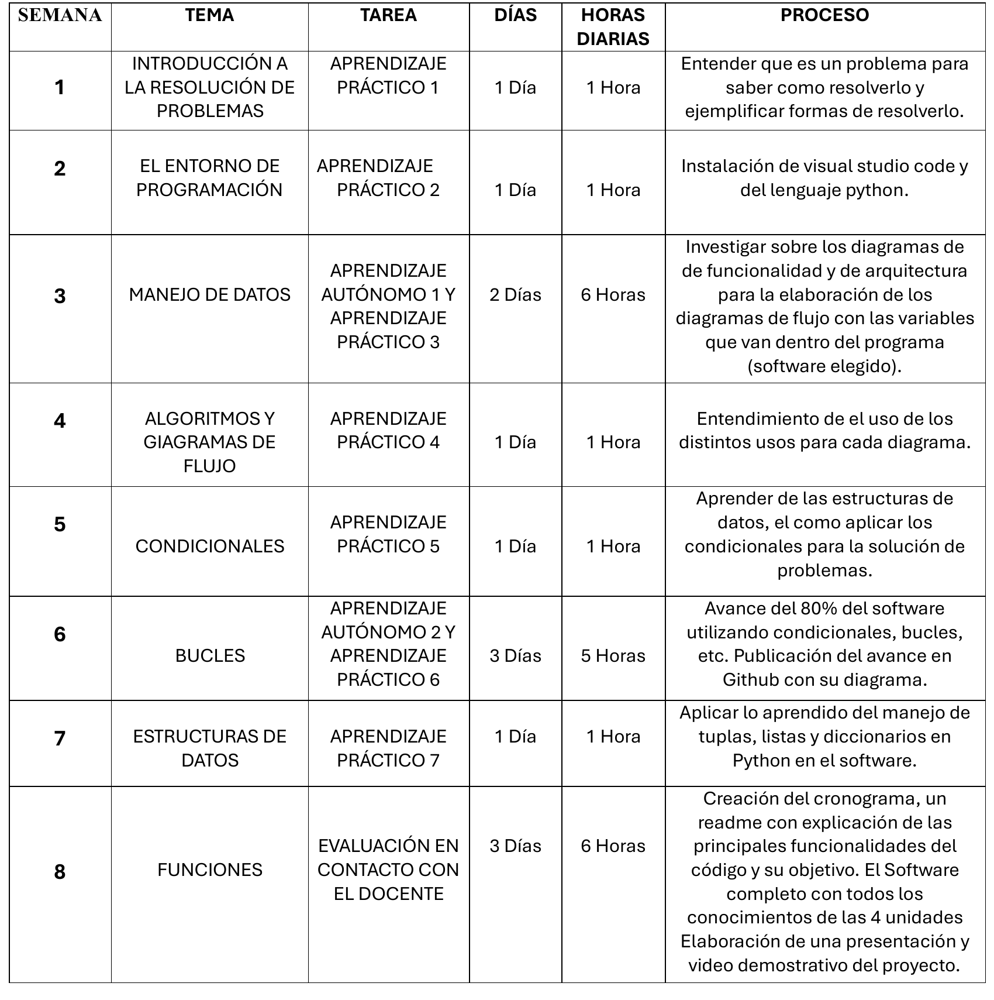 SEMANA
TEMA
TAREA
DÍAS
HORAS
DIARIAS
PROCESO
1
INTRODUCCIÓN A
LA RESOLUCIÓN DE
PROBLEMAS
APRENDIZAJE
PRÁCTICO 1
1 Día
1 Hora
Entender que es un problema para
saber como resolverlo y
ejemplificar formas de resolverlo.
2
EL ENTORNO DE
PROGRAMACIÓN
APRENDIZAJE
PRÁCTICO 2
1 Día
1 Hora
Instalación de visual studio code y
del lenguaje python.
3
MANEJO DE DATOS
APRENDIZAJE
AUTÓNOMO 1 Y
APRENDIZAJE
PRÁCTICO 3
2 Días
6 Horas
Investigar sobre los diagramas de
de funcionalidad y de arquitectura
para la elaboración de los
diagramas de flujo con las variables
que van dentro del programa
(software elegido).
4
ALGORITMOS Y
GIAGRAMAS DE
FLUJO
APRENDIZAJE
PRÁCTICO 4
1 Día
1 Hora
Entendimiento de el uso de los
distintos usos para cada diagrama.
5
CONDICIONALES
APRENDIZAJE
PRÁCTICO 5
1 Día
1 Hora
Aprender de las estructuras de
datos, el como aplicar los
condicionales para la solución de
problemas.
6
BUCLES
APRENDIZAJE
AUTÓNOMO 2 Y
APRENDIZAJE
PRÁCTICO 6
3 Días
5 Horas
Avance del 80% del software
utilizando condicionales, bucles,
etc. Publicación del avance en
Github con su diagrama.
7
ESTRUCTURAS DE
DATOS
APRENDIZAJE
PRÁCTICO 7
1 Día
1 Hora
Aplicar lo aprendido del manejo de
tuplas, listas y diccionarios en
Python en el software.
8
FUNCIONES
EVALUACIÓN EN
CONTACTO CON
EL DOCENTE
3 Días
6 Horas
Creación del cronograma, un
readme con explicación de las
principales funcionalidades del
código y su objetivo. El Software
completo con todos los
conocimientos de las 4 unidades
Elaboración de una presentación y
video demostrativo del proyecto.